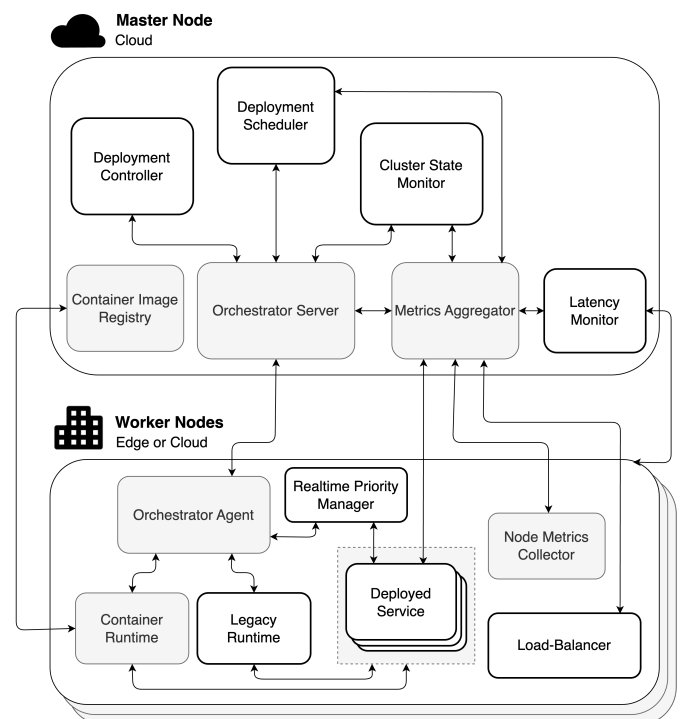 Master Node
Cloud
Deployment
Scheduler
Deployment
Controller
Cluster State
Monitor
Container Image
Registry
Orchestrator Server
Metrics Aggregator
Latency
Monitor
Worker Nodes
Edge or Cloud
Orchestrator Agent
Realtime Priority
Manager
Node Metrics
Collector
Container
Runtime
Legacy
Runtime
Deployed
Service
Load-Balancer